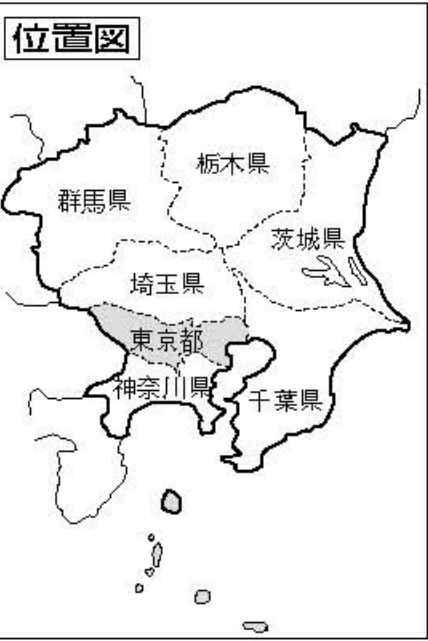 位置図
栃木県
群馬県
茨城県
埼玉県
東京都
神奈川県
千葉県